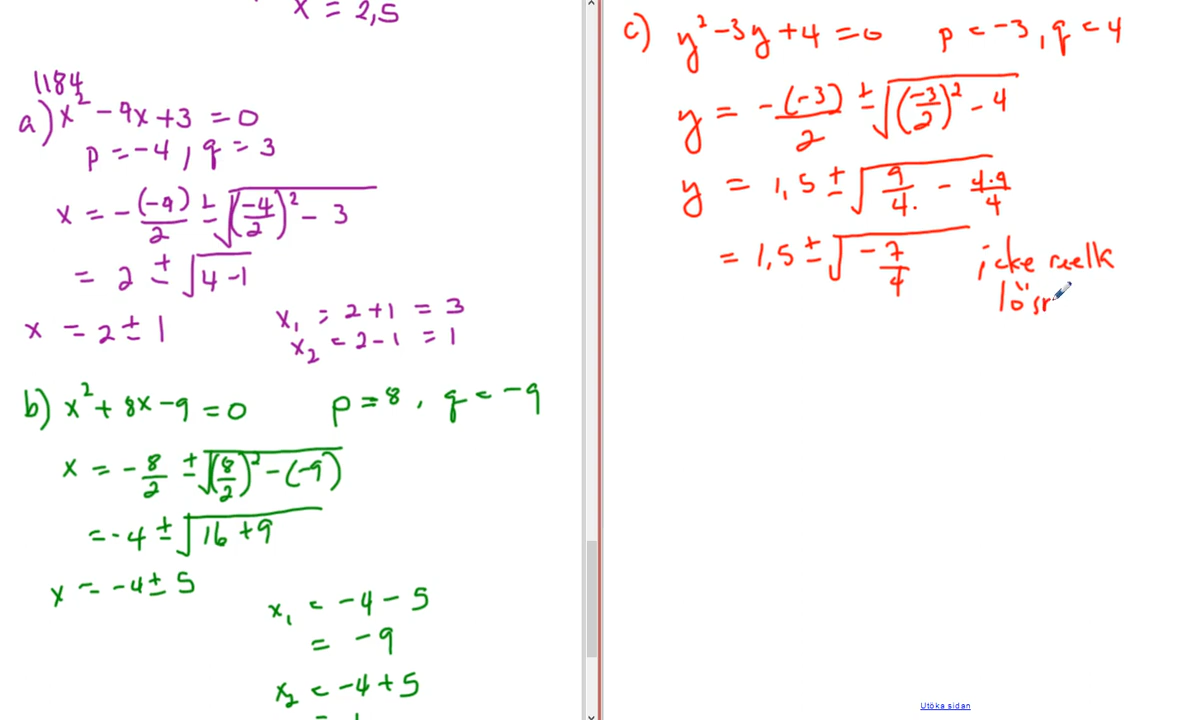 x = 2,5
1184
a) x² - 4x + 3 = 0
p = -4, q = 3
x = -(-4)/2 ± √((-4/2)² - 3)
= 2 ± √(4-1)
x = 2 ± 1
x₁ = 2+1 = 3
x₂ = 2-1 = 1
b) x² + 8x - 9 = 0 p = 8, q = -9
x = -8/2 ± √((8/2)² - (-9))
= -4 ± √(16+9)
x = -4 ± 5
x₁ = -4 - 5
= -9
x₂ = -4 + 5
c) y² - 3y + 4 = 0 p = -3, q = 4
y = -(-3)/2 ± √((-3/2)² - 4)
y = 1,5 ± √(9/4 - 4·4/4)
= 1,5 ± √(-7/4) icke reella
lösn
Utöka sidan